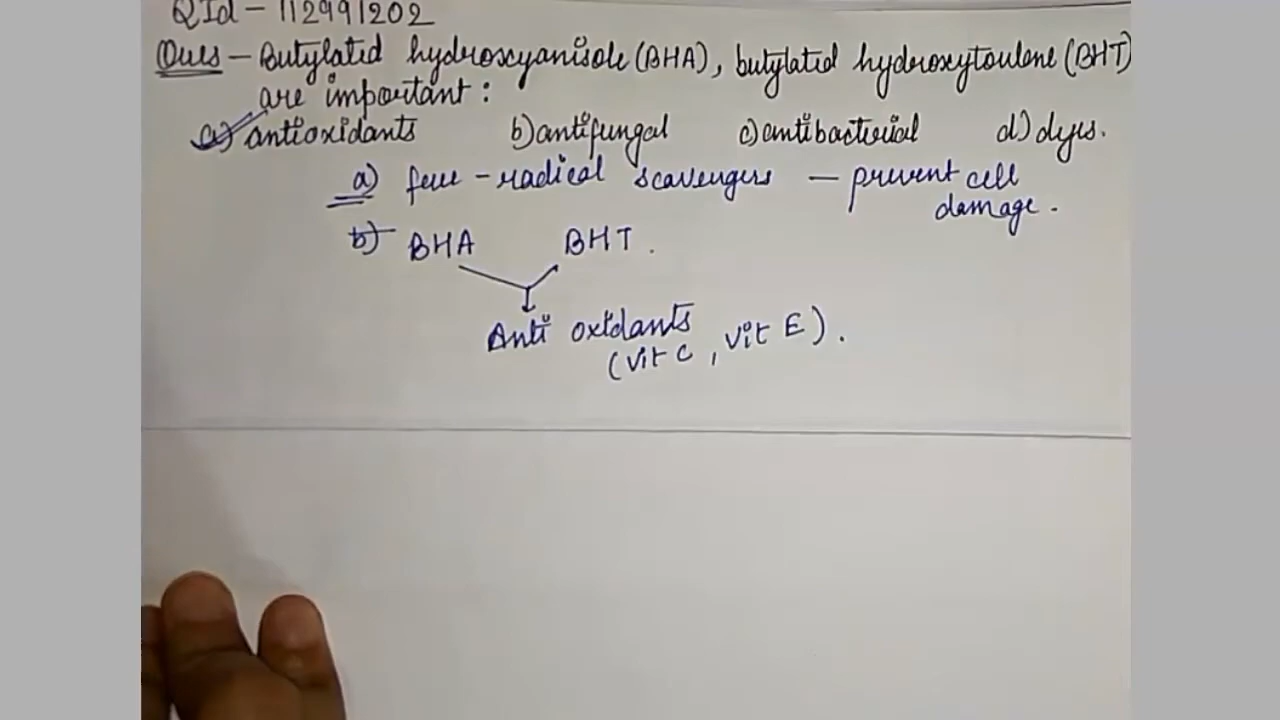 QId - 112991202
Ques - Butylated hydroxyanisole (BHA), butylated hydroxytoulene (BHT)
are important :
a) antioxidants b) antifungal c) antibacterial d) dyes.
a) free - radical scavengers - prevent cell
damage.
b) BHA BHT.
Anti oxidants
(vit C, vit E).